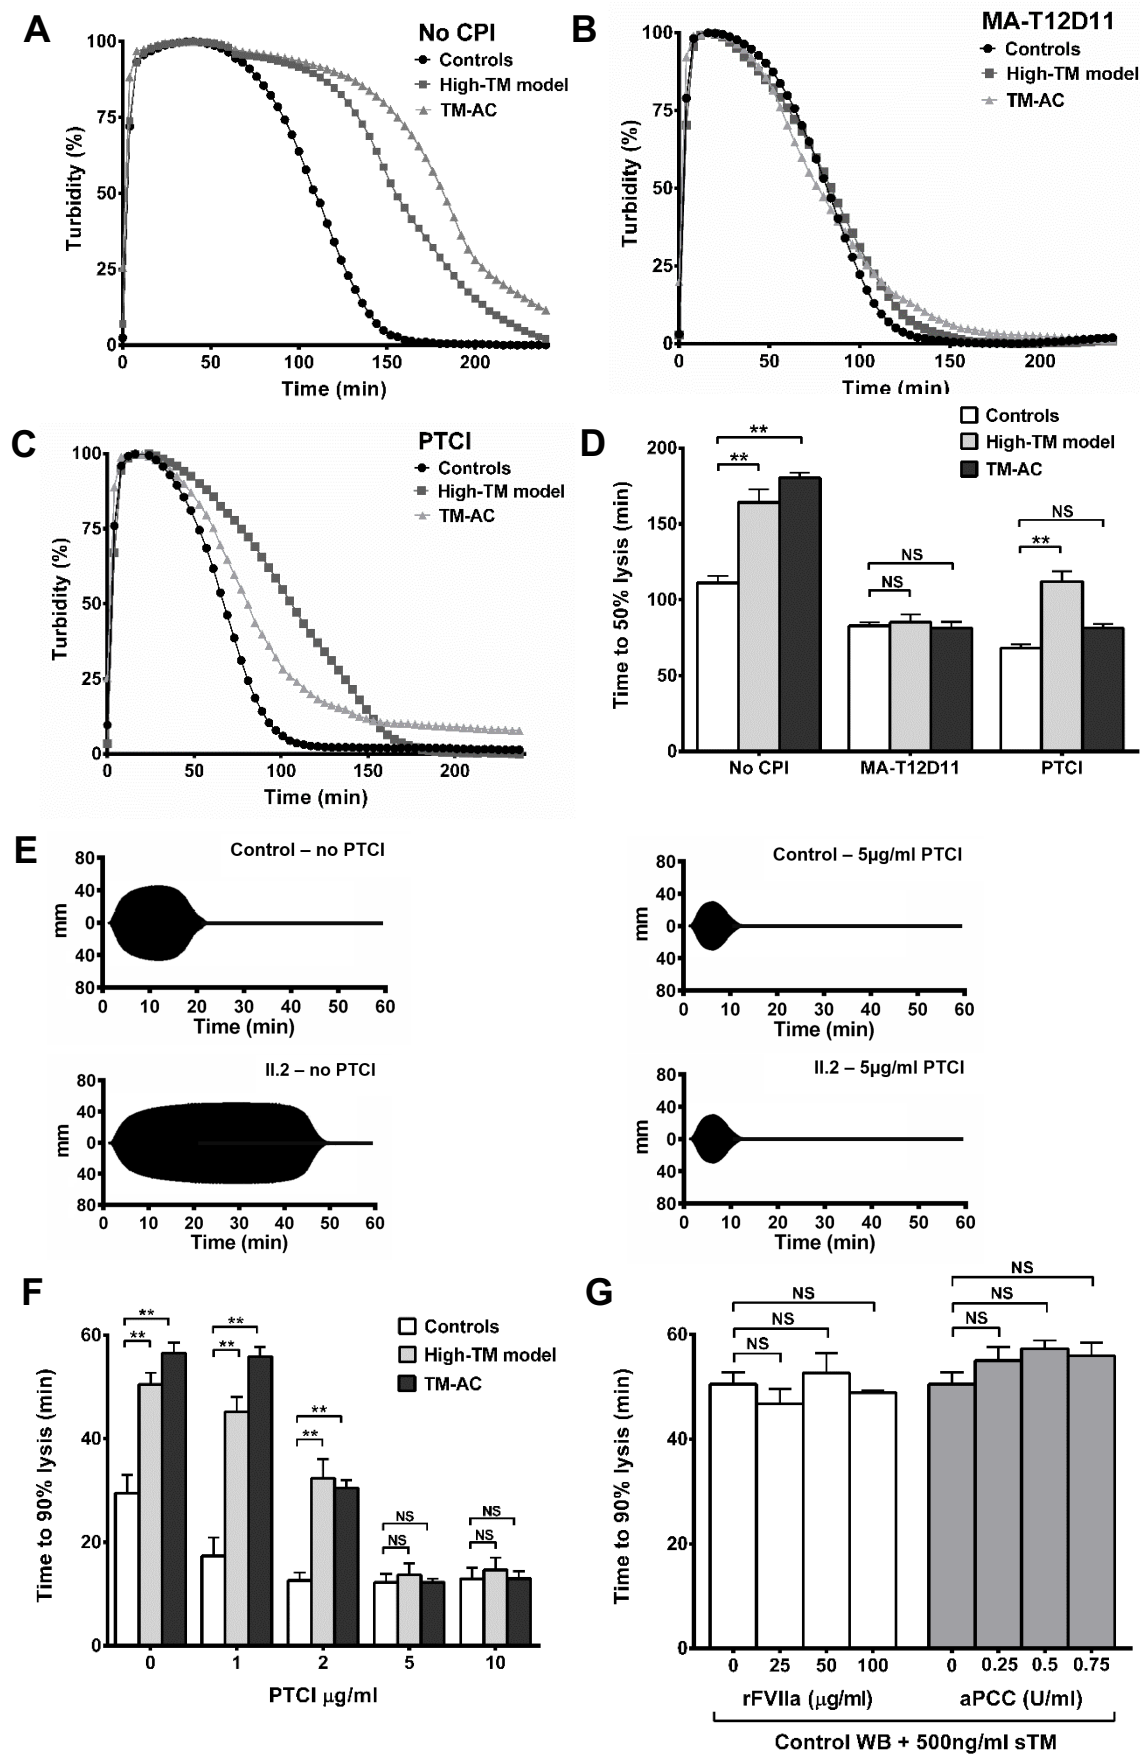 A
No CPI
Controls
High-TM model
TM-AC
100
75
50
25
0
Turbidity (%)
0 50 100 150 200
Time (min)
B
MA-T12D11
Controls
High-TM model
TM-AC
100
75
50
25
0
Turbidity (%)
0 50 100 150 200
Time (min)
C
PTCI
Controls
High-TM model
TM-AC
100
75
50
25
0
Turbidity (%)
0 50 100 150 200
Time (min)
D
Controls
High-TM model
TM-AC
200
150
100
50
0
Time to 50% lysis (min)
**
**
NS
NS
NS
**
No CPI MA-T12D11 PTCI
E
Control – no PTCI
80
40
0
40
80
mm
0 10 20 30 40 50 60
Time (min)
Control – 5µg/ml PTCI
80
40
0
40
80
mm
0 10 20 30 40 50 60
Time (min)
II.2 – no PTCI
80
40
0
40
80
mm
0 10 20 30 40 50 60
Time (min)
II.2 – 5µg/ml PTCI
80
40
0
40
80
mm
0 10 20 30 40 50 60
Time (min)
F
Controls
High-TM model
TM-AC
60
40
20
0
Time to 90% lysis (min)
**
**
**
**
**
**
NS
NS
NS
NS
0 1 2 5 10
PTCI µg/ml
G
60
40
20
0
Time to 90% lysis (min)
NS
NS
NS
NS
NS
NS
0 25 50 100 0 0.25 0.5 0.75
rFVIIa (µg/ml) aPCC (U/ml)
Control WB + 500ng/ml sTM